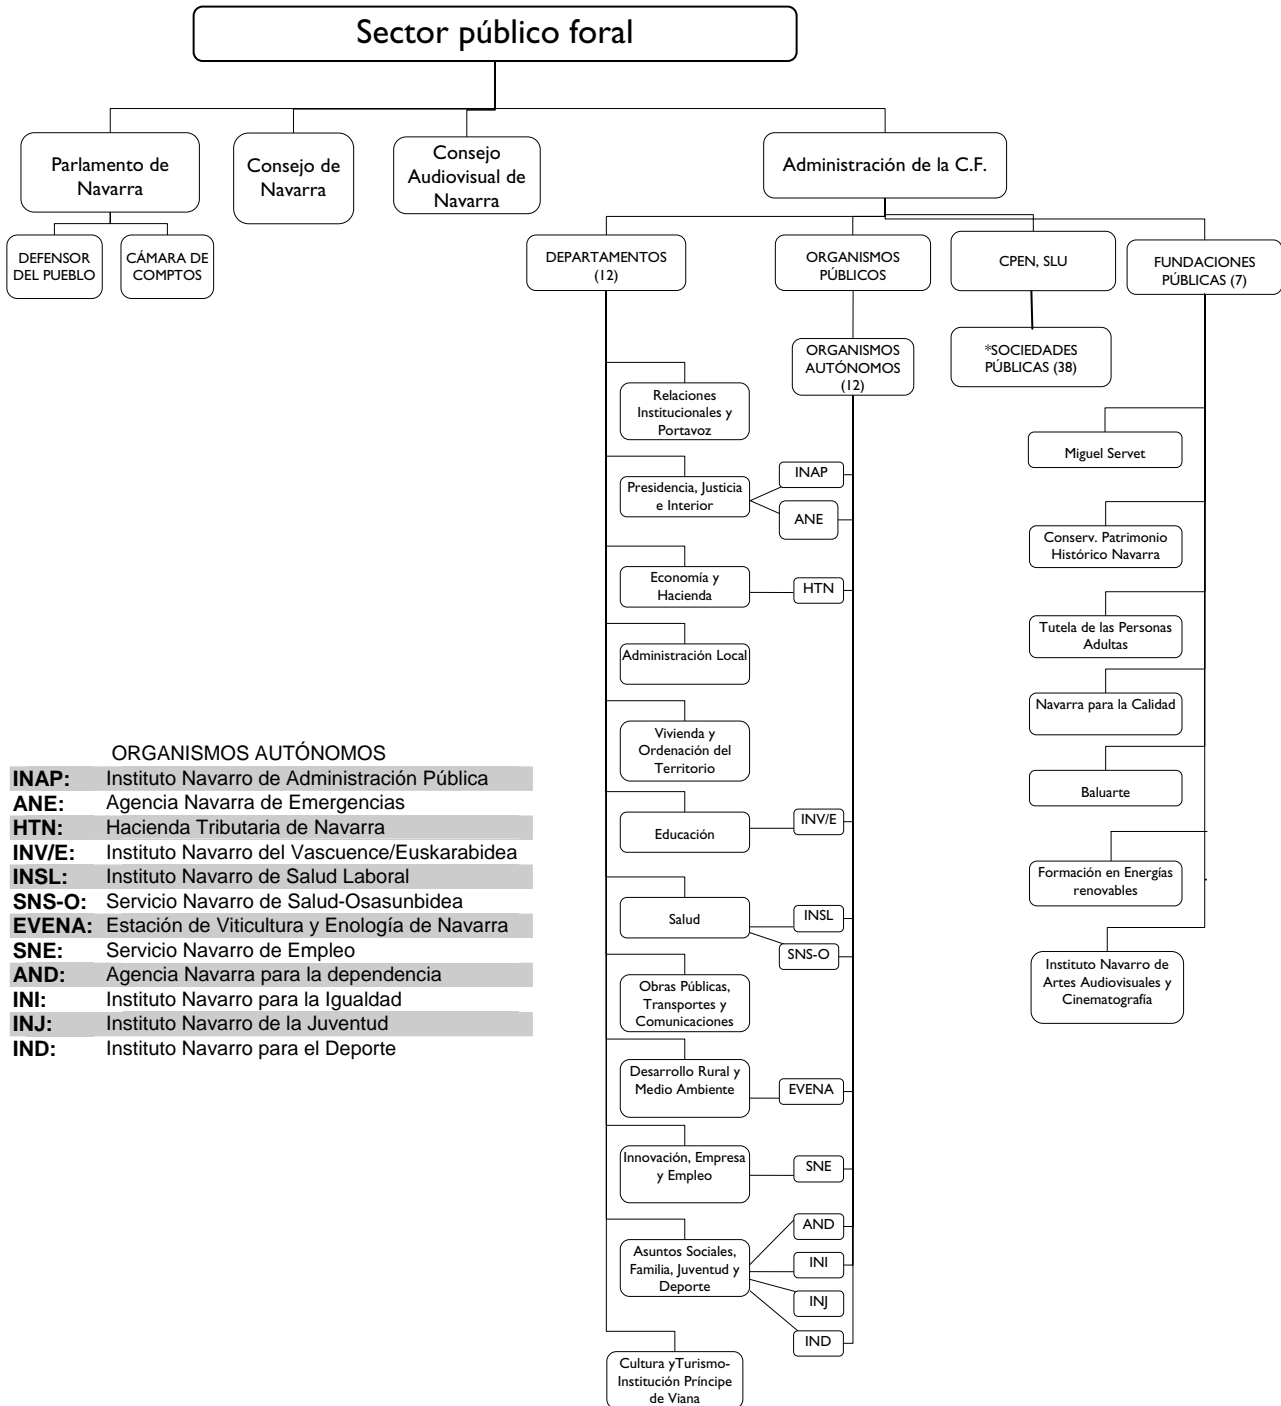 Sector público foral
Parlamento de
Navarra
Consejo de
Navarra
Consejo
Audiovisual de
Navarra
Administración de la C.F.
DEFENSOR
DEL PUEBLO
CÁMARA DE
COMPTOS
DEPARTAMENTOS
(12)
ORGANISMOS
PÚBLICOS
CPEN, SLU
FUNDACIONES
PÚBLICAS (7)
ORGANISMOS
AUTÓNOMOS
(12)
*SOCIEDADES
PÚBLICAS (38)
Relaciones
Institucionales y
Portavoz
Presidencia, Justicia
e Interior
INAP
ANE
Economía y
Hacienda
HTN
Administración Local
Vivienda y
Ordenación del
Territorio
Educación
INV/E
Salud
INSL
SNS-O
Obras Públicas,
Transportes y
Comunicaciones
Desarrollo Rural y
Medio Ambiente
EVENA
Innovación, Empresa
y Empleo
SNE
Asuntos Sociales,
Familia, Juventud y
Deporte
AND
INI
INJ
IND
Cultura yTurismo-
Institución Príncipe
de Viana
Miguel Servet
Conserv. Patrimonio
Histórico Navarra
Tutela de las Personas
Adultas
Navarra para la Calidad
Baluarte
Formación en Energías
renovables
Instituto Navarro de
Artes Audiovisuales y
Cinematografía
ORGANISMOS AUTÓNOMOS
INAP: Instituto Navarro de Administración Pública
ANE: Agencia Navarra de Emergencias
HTN: Hacienda Tributaria de Navarra
INV/E: Instituto Navarro del Vascuence/Euskarabidea
INSL: Instituto Navarro de Salud Laboral
SNS-O: Servicio Navarro de Salud-Osasunbidea
EVENA: Estación de Viticultura y Enología de Navarra
SNE: Servicio Navarro de Empleo
AND: Agencia Navarra para la dependencia
INI: Instituto Navarro para la Igualdad
INJ: Instituto Navarro de la Juventud
IND: Instituto Navarro para el Deporte